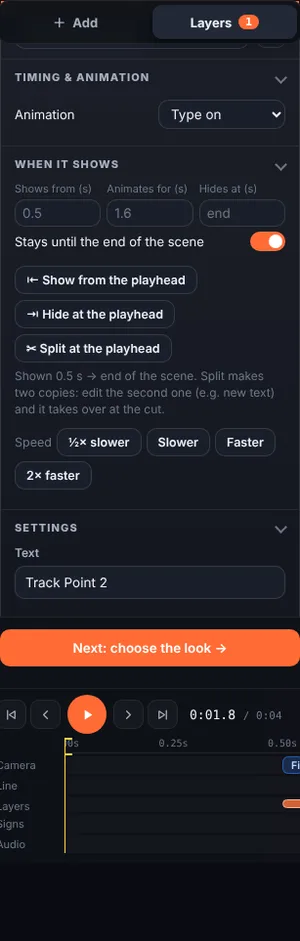 + Add
Layers 1
TIMING & ANIMATION
Animation
Type on
WHEN IT SHOWS
Shows from (s) Animates for (s) Hides at (s)
0.5 1.6 end
Stays until the end of the scene
⇤ Show from the playhead
⇥ Hide at the playhead
✂ Split at the playhead
Shown 0.5 s → end of the scene. Split makes
two copies: edit the second one (e.g. new text)
and it takes over at the cut.
Speed ½× slower Slower Faster
2× faster
SETTINGS
Text
Track Point 2
Next: choose the look →
0:01.8 / 0:04
0s 0.25s 0.50s
Camera Fi
Line
Layers
Signs
Audio